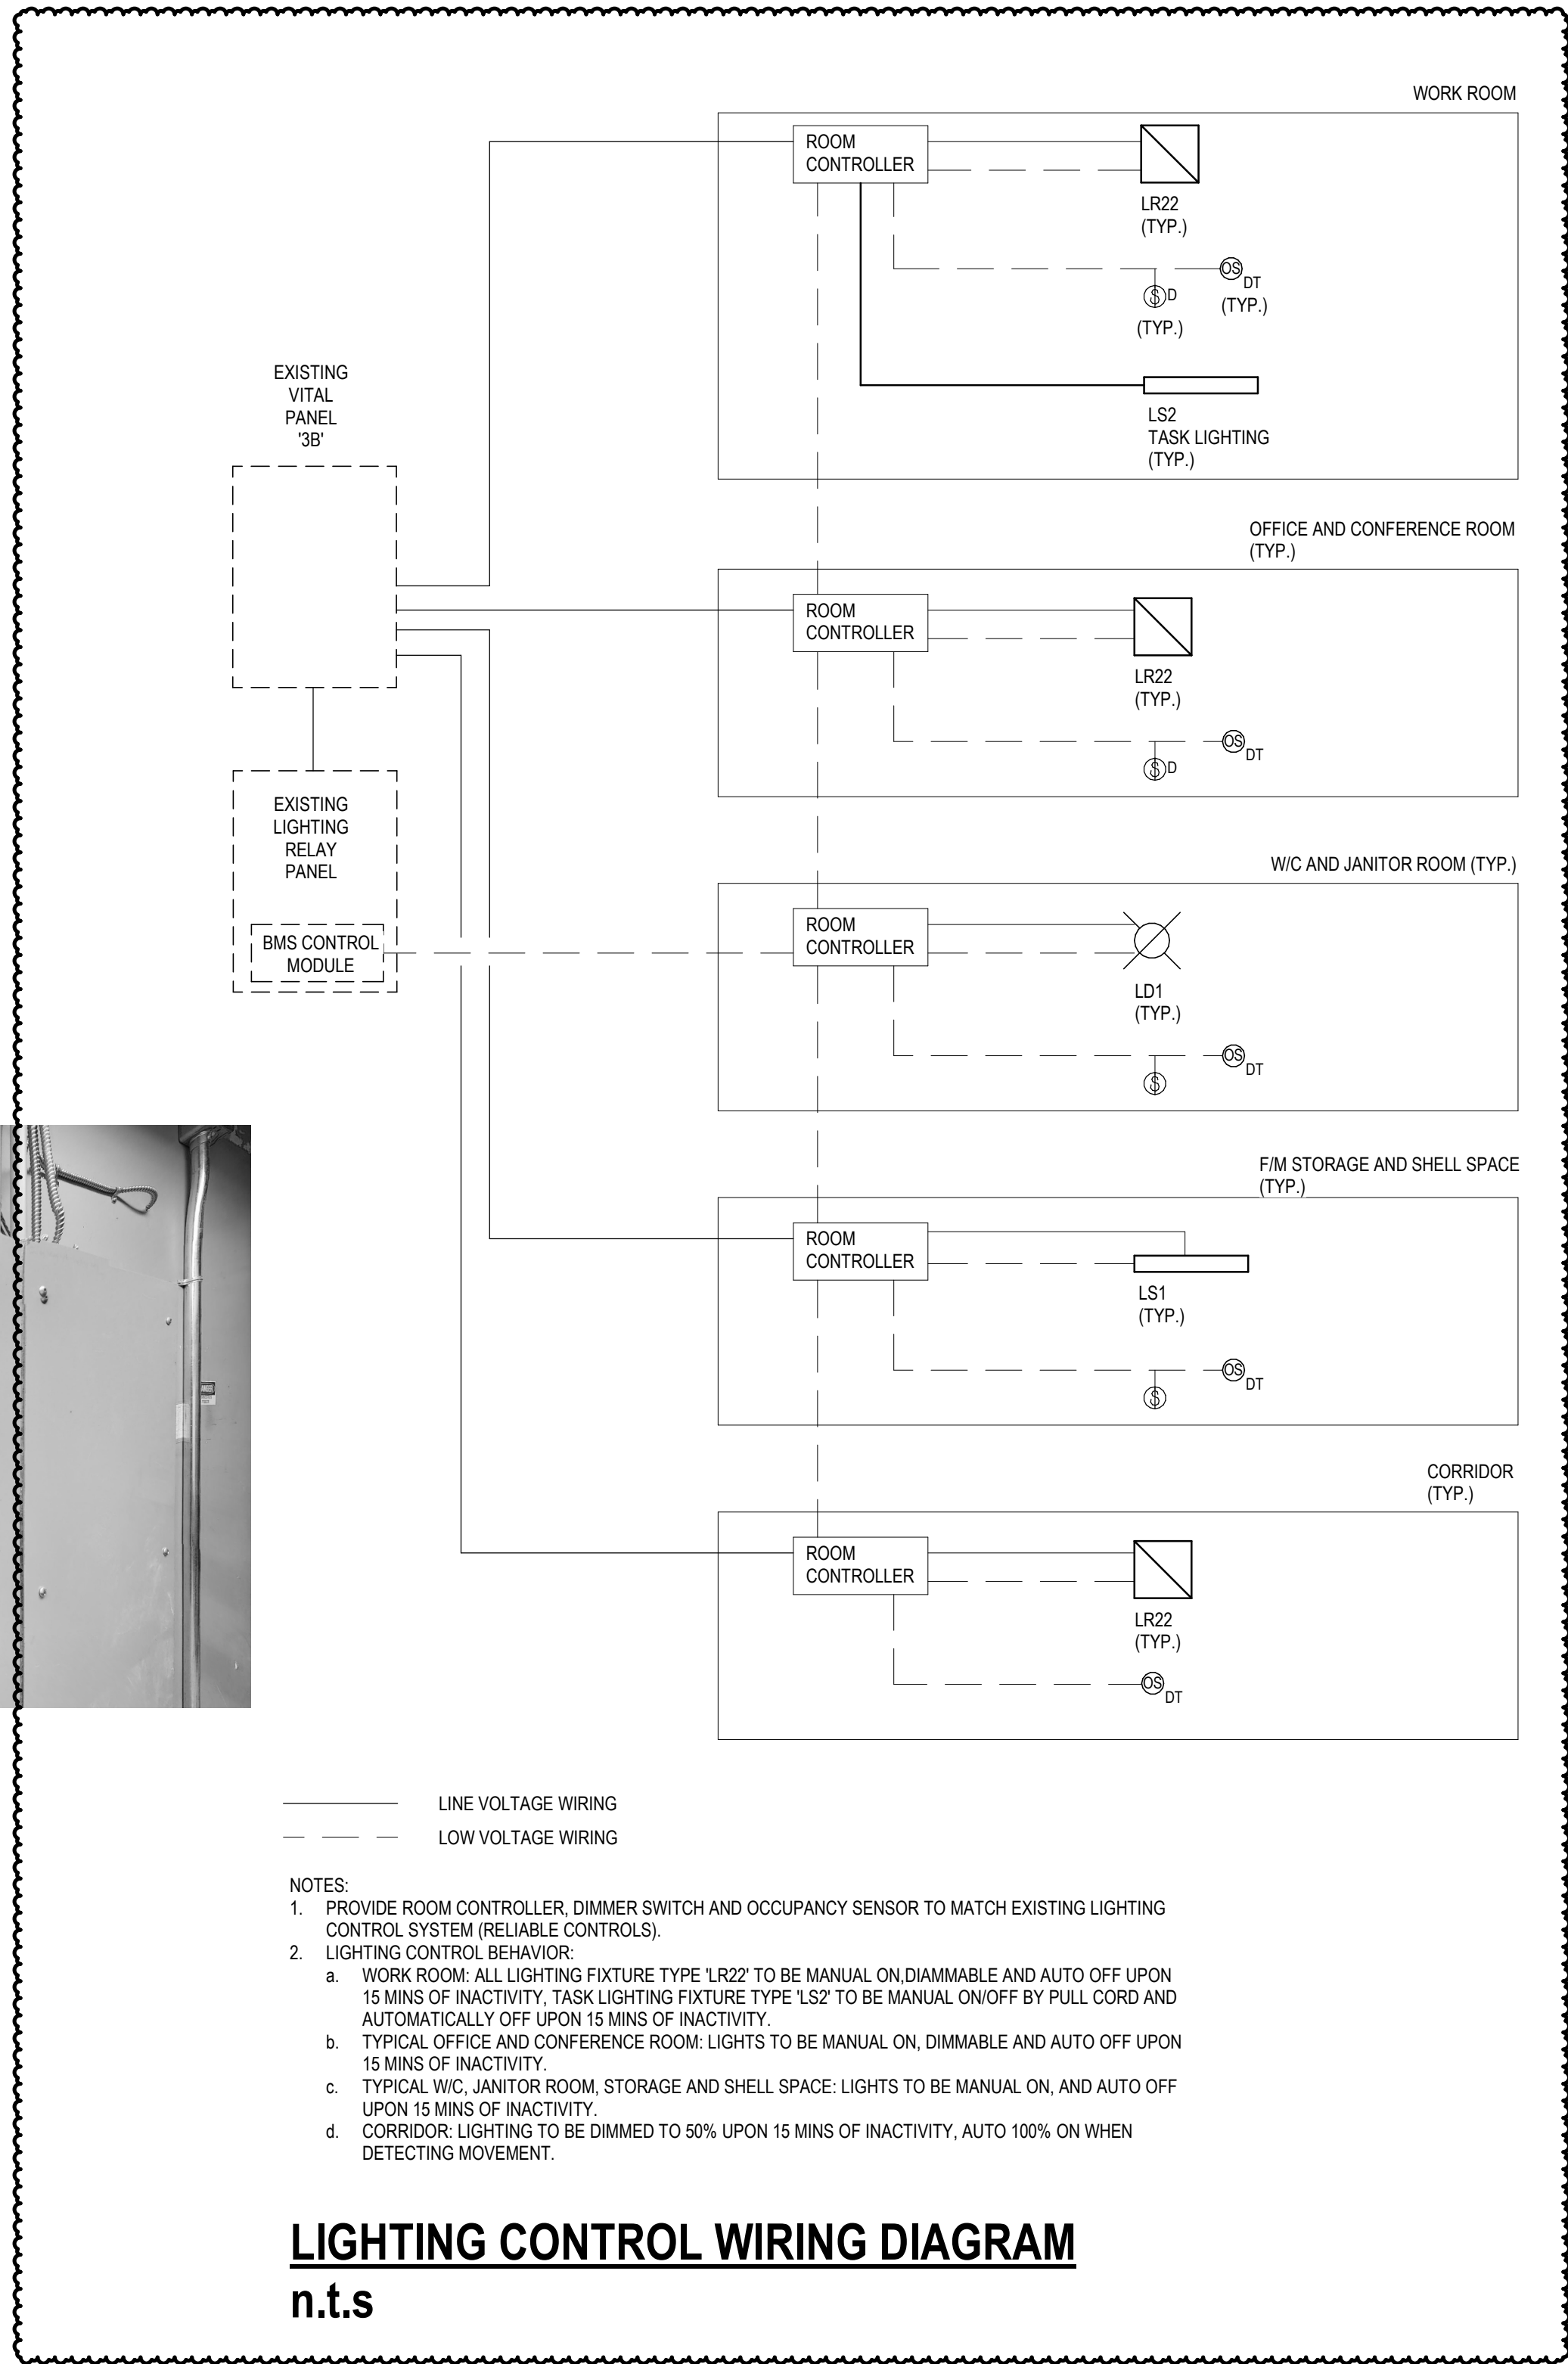 WORK ROOM
ROOM
CONTROLLER
LR22
(TYP.)
OS
DT
(TYP.)
$ D
(TYP.)
LS2
TASK LIGHTING
(TYP.)
EXISTING
VITAL
PANEL
'3B'
OFFICE AND CONFERENCE ROOM
(TYP.)
ROOM
CONTROLLER
LR22
(TYP.)
OS
DT
$ D
EXISTING
LIGHTING
RELAY
PANEL
BMS CONTROL
MODULE
W/C AND JANITOR ROOM (TYP.)
ROOM
CONTROLLER
LD1
(TYP.)
OS
DT
$
F/M STORAGE AND SHELL SPACE
(TYP.)
ROOM
CONTROLLER
LS1
(TYP.)
OS
DT
$
CORRIDOR
(TYP.)
ROOM
CONTROLLER
LR22
(TYP.)
OS
DT
LINE VOLTAGE WIRING
LOW VOLTAGE WIRING
NOTES:
1. PROVIDE ROOM CONTROLLER, DIMMER SWITCH AND OCCUPANCY SENSOR TO MATCH EXISTING LIGHTING
CONTROL SYSTEM (RELIABLE CONTROLS).
2. LIGHTING CONTROL BEHAVIOR:
a. WORK ROOM: ALL LIGHTING FIXTURE TYPE 'LR22' TO BE MANUAL ON,DIAMMABLE AND AUTO OFF UPON
15 MINS OF INACTIVITY, TASK LIGHTING FIXTURE TYPE 'LS2' TO BE MANUAL ON/OFF BY PULL CORD AND
AUTOMATICALLY OFF UPON 15 MINS OF INACTIVITY.
b. TYPICAL OFFICE AND CONFERENCE ROOM: LIGHTS TO BE MANUAL ON, DIMMABLE AND AUTO OFF UPON
15 MINS OF INACTIVITY.
c. TYPICAL W/C, JANITOR ROOM, STORAGE AND SHELL SPACE: LIGHTS TO BE MANUAL ON, AND AUTO OFF
UPON 15 MINS OF INACTIVITY.
d. CORRIDOR: LIGHTING TO BE DIMMED TO 50% UPON 15 MINS OF INACTIVITY, AUTO 100% ON WHEN
DETECTING MOVEMENT.
LIGHTING CONTROL WIRING DIAGRAM
n.t.s